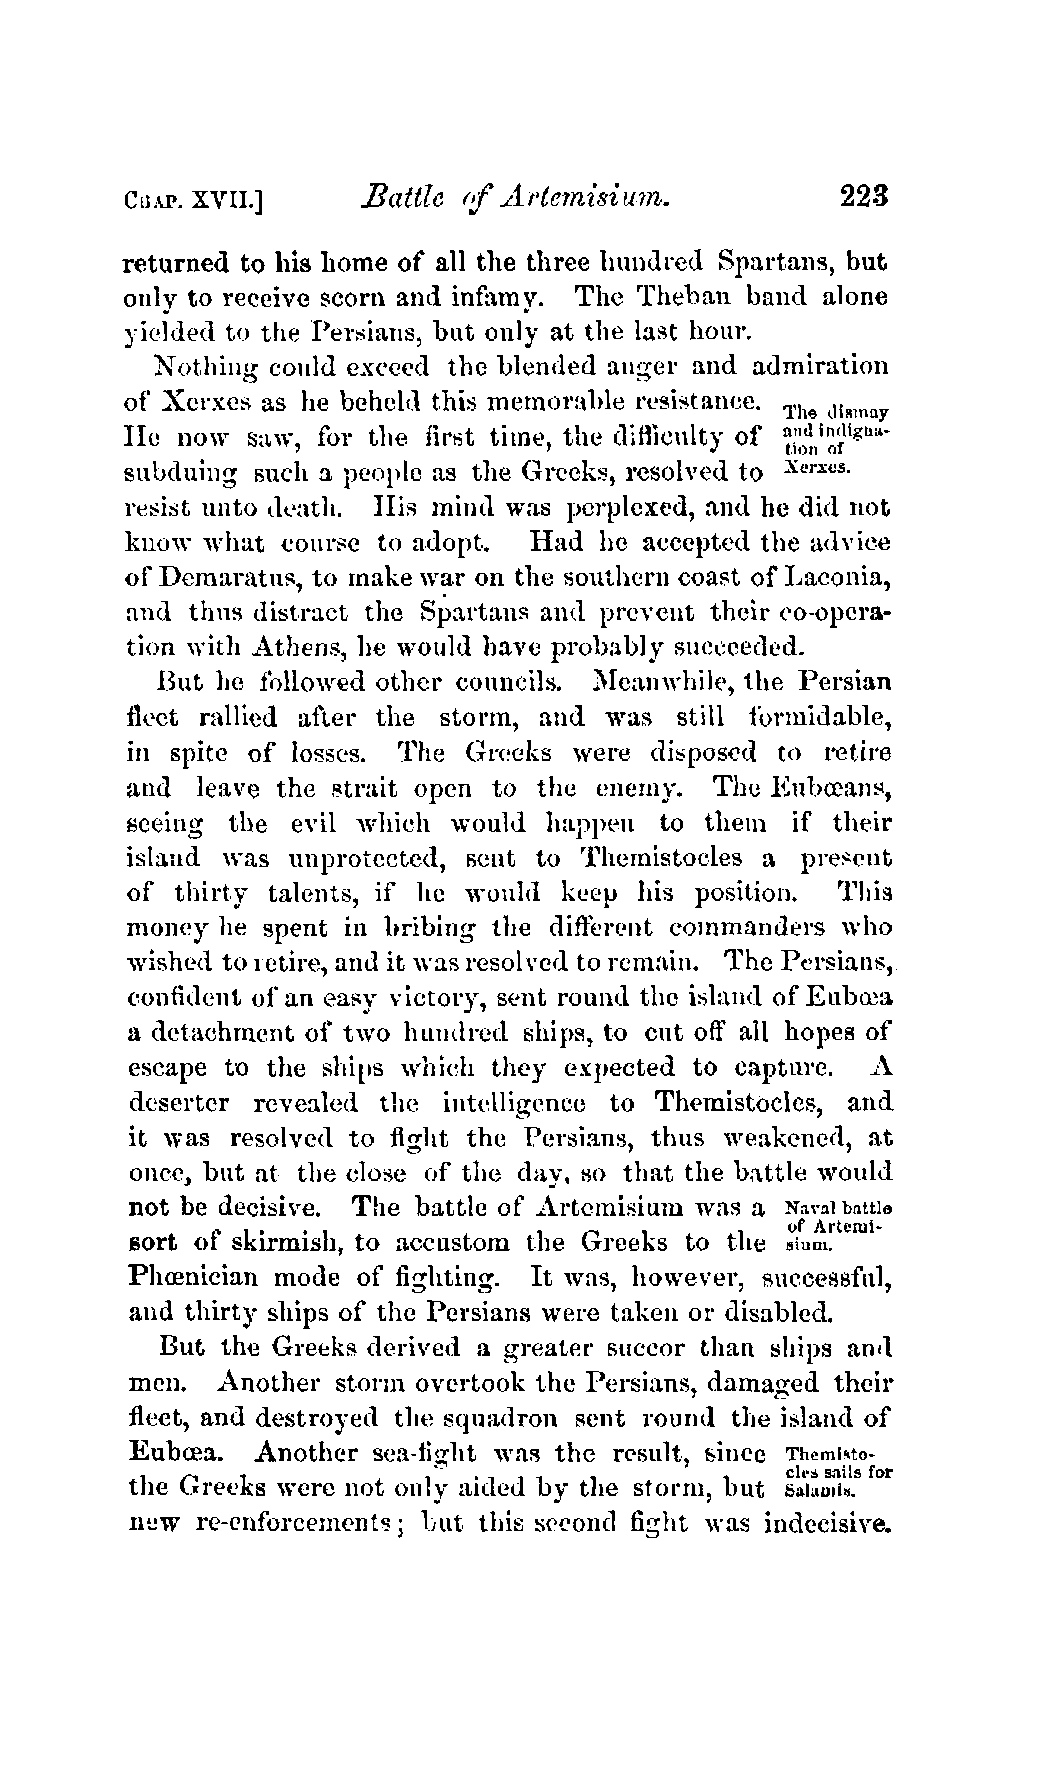 CHAP. XVII.] Battle of Artemisium. 223
returned to his home of all the three hundred Spartans, but
only to receive scorn and infamy. The Theban band alone
yielded to the Persians, but only at the last hour.
Nothing could exceed the blended anger and admiration
of Xerxes as he beheld this memorable resistance.
The dismay
and indigna-
tion of
Xerxes.
He now saw, for the first time, the difficulty of
subduing such a people as the Greeks, resolved to
resist unto death. His mind was perplexed, and he did not
know what course to adopt. Had he accepted the advice
of Demaratus, to make war on the southern coast of Laconia,
and thus distract the Spartans and prevent their co-opera-
tion with Athens, he would have probably succeeded.
But he followed other councils. Meanwhile, the Persian
fleet rallied after the storm, and was still formidable,
in spite of losses. The Greeks were disposed to retire
and leave the strait open to the enemy. The Eubœans,
seeing the evil which would happen to them if their
island was unprotected, sent to Themistocles a present
of thirty talents, if he would keep his position. This
money he spent in bribing the different commanders who
wished to retire, and it was resolved to remain. The Persians,
confident of an easy victory, sent round the island of Eubœa
a detachment of two hundred ships, to cut off all hopes of
escape to the ships which they expected to capture. A
deserter revealed the intelligence to Themistocles, and
it was resolved to fight the Persians, thus weakened, at
once, but at the close of the day, so that the battle would
not be decisive. The battle of Artemisium was a
Naval battle
of Artemi-
sium.
sort of skirmish, to accustom the Greeks to the
Phœnician mode of fighting. It was, however, successful,
and thirty ships of the Persians were taken or disabled.
But the Greeks derived a greater succor than ships and
men. Another storm overtook the Persians, damaged their
fleet, and destroyed the squadron sent round the island of
Eubœa. Another sea-fight was the result, since
Themisto-
cles sails for
Salamis.
the Greeks were not only aided by the storm, but
new re-enforcements; but this second fight was indecisive.